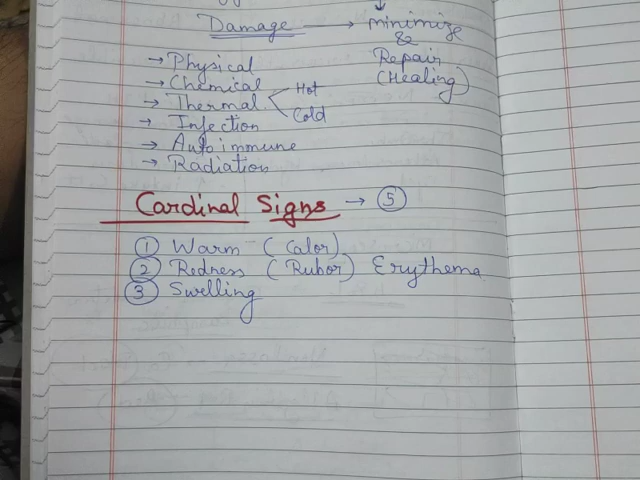 Damage → minimize
&
→ Physical Repair
→ Chemical (Healing)
→ Thermal < Hot
Cold
→ Infection
→ Autoimmune
→ Radiation
Cardinal Signs → 5
1 Warm (Calor)
2 Redness (Rubor) Erythema
3 Swelling